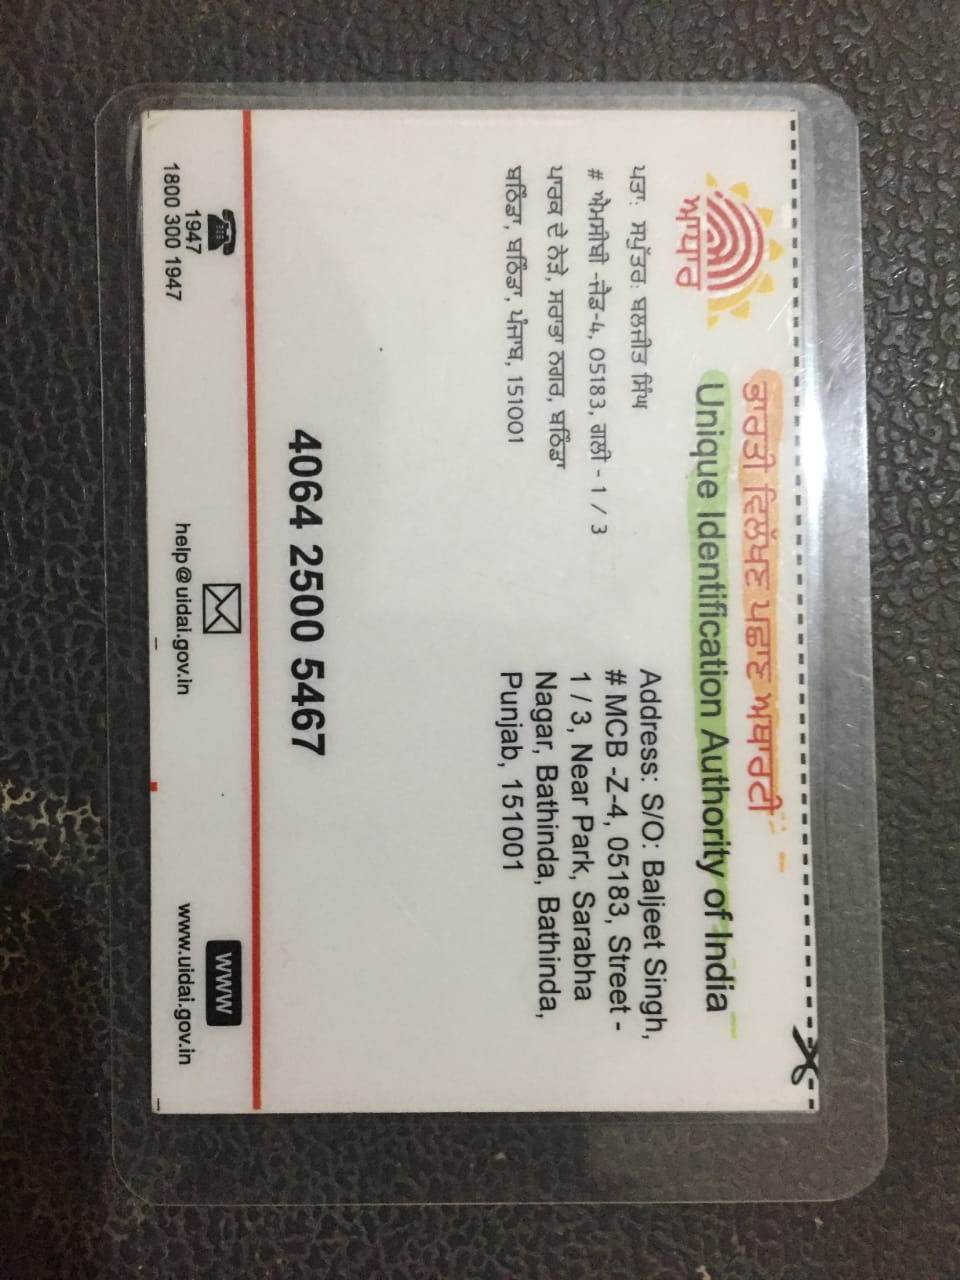 ਭਾਰਤੀ ਵਿਲੱਖਣ ਪਛਾਣ ਅਥਾਰਟੀ
Unique Identification Authority of India
ਆਧਾਰ
ਪਤਾ: ਸਪੁੱਤਰ: ਬਲਜੀਤ ਸਿੰਘ
# ਐਮਸੀਬੀ -ਜੈਡ-4, 05183, ਗਲੀ - 1 / 3
ਪਾਰਕ ਦੇ ਨੇੜੇ, ਸਰਾਭਾ ਨਗਰ, ਬਠਿੰਡਾ
ਬਠਿੰਡਾ, ਬਠਿੰਡਾ, ਪੰਜਾਬ, 151001
Address: S/O: Baljeet Singh,
# MCB -Z-4, 05183, Street -
1 / 3, Near Park, Sarabha
Nagar, Bathinda, Bathinda,
Punjab, 151001
4064 2500 5467
1947
1800 300 1947
help@uidai.gov.in
WWW
www.uidai.gov.in